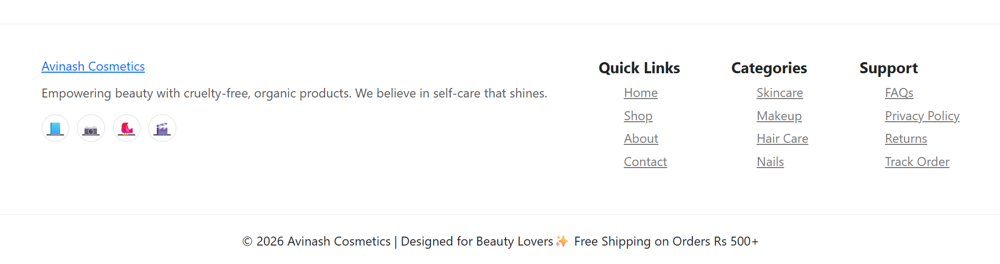 Avinash Cosmetics
Empowering beauty with cruelty-free, organic products. We believe in self-care that shines.
Quick Links
Home
Shop
About
Contact
Categories
Skincare
Makeup
Hair Care
Nails
Support
FAQs
Privacy Policy
Returns
Track Order
© 2026 Avinash Cosmetics | Designed for Beauty Lovers✨ Free Shipping on Orders Rs 500+